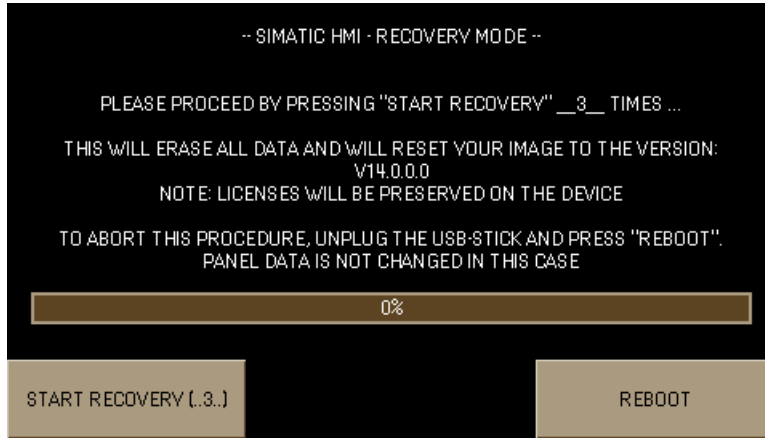 -- SIMATIC HMI - RECOVERY MODE --
PLEASE PROCEED BY PRESSING "START RECOVERY" __3__ TIMES ...
THIS WILL ERASE ALL DATA AND WILL RESET YOUR IMAGE TO THE VERSION:
V14.0.0.0
NOTE: LICENSES WILL BE PRESERVED ON THE DEVICE
TO ABORT THIS PROCEDURE, UNPLUG THE USB-STICK AND PRESS "REBOOT".
PANEL DATA IS NOT CHANGED IN THIS CASE
0%
START RECOVERY (..3..)
REBOOT